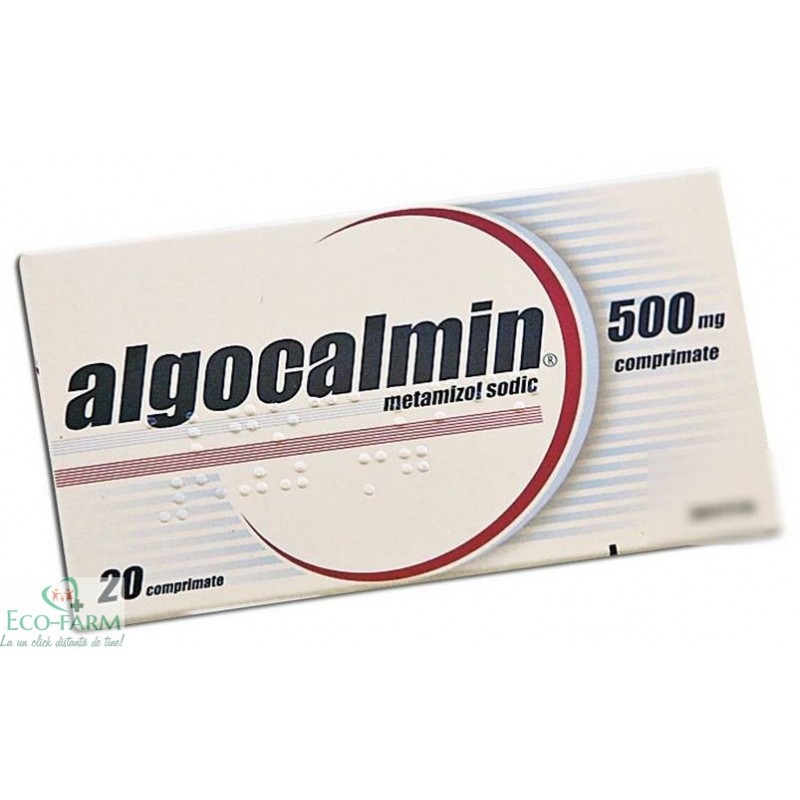 algocalmin®
metamizol sodic
500 mg
comprimate
20 comprimate
ECO-FARM
La un click distanță de tine!